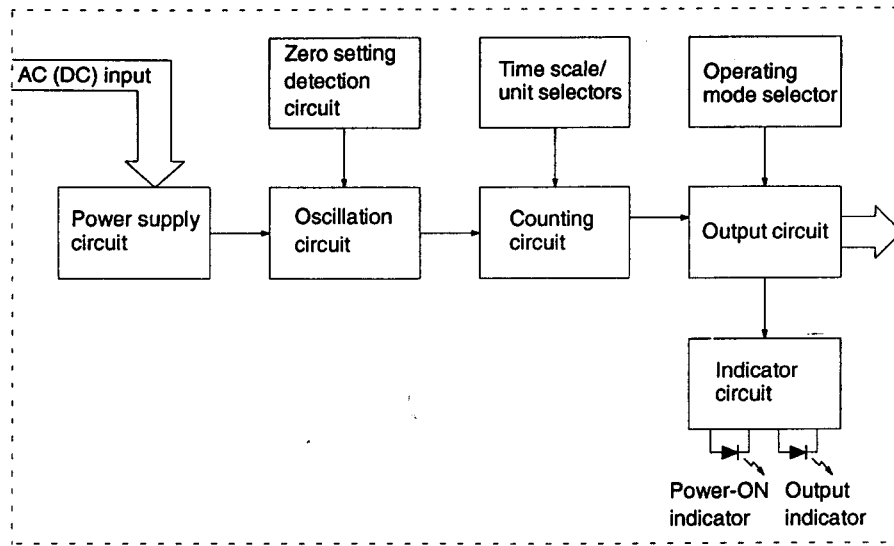 AC (DC) input
Zero setting
detection
circuit
Time scale/
unit selectors
Operating
mode selector
Power supply
circuit
Oscillation
circuit
Counting
circuit
Output circuit
Indicator
circuit
Power-ON
indicator
Output
indicator